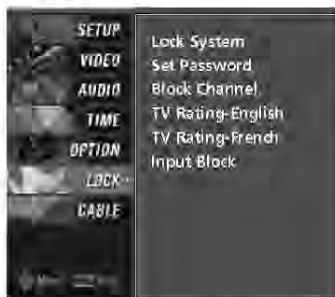 SETUP
VIDEO
AUDIO
TIME
OPTION
LOCK
CABLE
Lock System
Set Password
Block Channel
TV Rating-English
TV Rating-French
Input Block